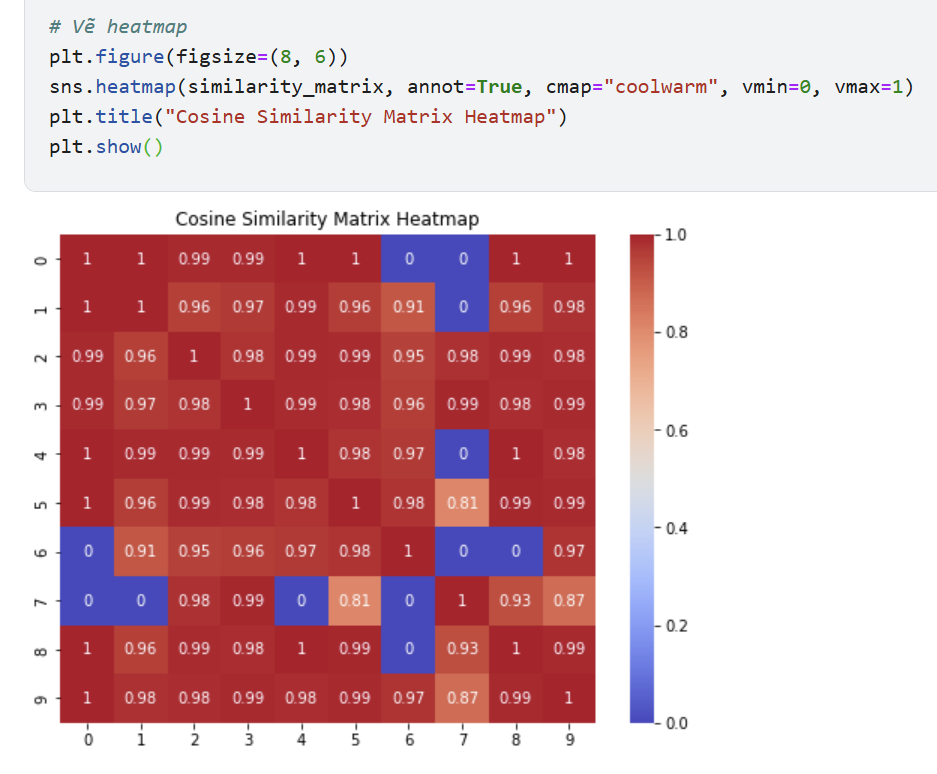 # Vẽ heatmap
plt.figure(figsize=(8, 6))
sns.heatmap(similarity_matrix, annot=True, cmap="coolwarm", vmin=0, vmax=1)
plt.title("Cosine Similarity Matrix Heatmap")
plt.show()
Cosine Similarity Matrix Heatmap
0 1 1 0.99 0.99 1 1 0 0 1 1
1 1 1 0.96 0.97 0.99 0.96 0.91 0 0.96 0.98
2 0.99 0.96 1 0.98 0.99 0.99 0.95 0.98 0.99 0.98
3 0.99 0.97 0.98 1 0.99 0.98 0.96 0.99 0.98 0.99
4 1 0.99 0.99 0.99 1 0.98 0.97 0 1 0.98
5 1 0.96 0.99 0.98 0.98 1 0.98 0.81 0.99 0.99
6 0 0.91 0.95 0.96 0.97 0.98 1 0 0 0.97
7 0 0 0.98 0.99 0 0.81 0 1 0.93 0.87
8 1 0.96 0.99 0.98 1 0.99 0 0.93 1 0.99
9 1 0.98 0.98 0.99 0.98 0.99 0.97 0.87 0.99 1
0 1 2 3 4 5 6 7 8 9
1.0
0.8
0.6
0.4
0.2
0.0